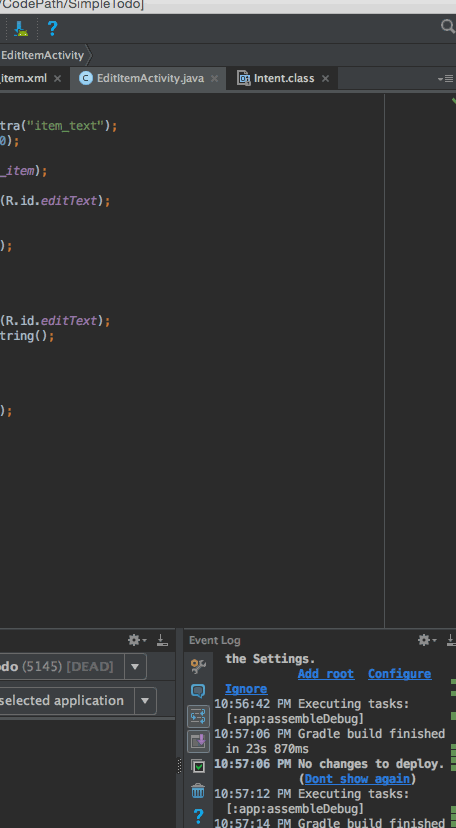 /CodePath/SimpleTodo]
?
EditItemActivity
_item.xml × C EditItemActivity.java × Intent.class ×
tra("item_text");
0);
_item);
(R.id.editText);
);
(R.id.editText);
tring();
);
Event Log
odo (5145) [DEAD]
selected application
the Settings.
Add root Configure
Ignore
10:56:42 PM Executing tasks:
[:app:assembleDebug]
10:57:06 PM Gradle build finished
in 23s 870ms
10:57:06 PM No changes to deploy.
(Dont show again)
10:57:12 PM Executing tasks:
[:app:assembleDebug]
10:57:14 PM Gradle build finished
?